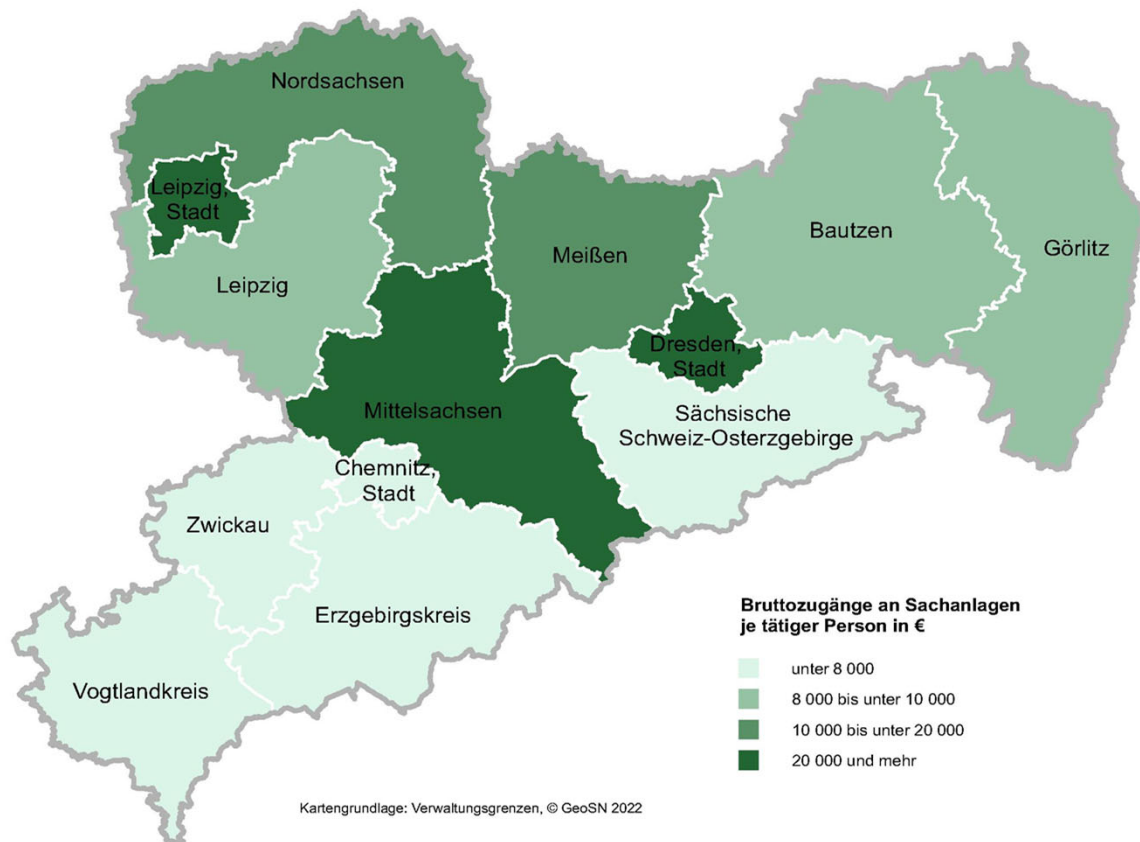 Nordsachsen
Leipzig,
Stadt
Leipzig
Meißen
Bautzen
Görlitz
Dresden,
Stadt
Mittelsachsen
Sächsische
Schweiz-Osterzgebirge
Chemnitz,
Stadt
Zwickau
Erzgebirgskreis
Vogtlandkreis
Bruttozugänge an Sachanlagen
je tätiger Person in €
unter 8 000
8 000 bis unter 10 000
10 000 bis unter 20 000
20 000 und mehr
Kartengrundlage: Verwaltungsgrenzen, © GeoSN 2022